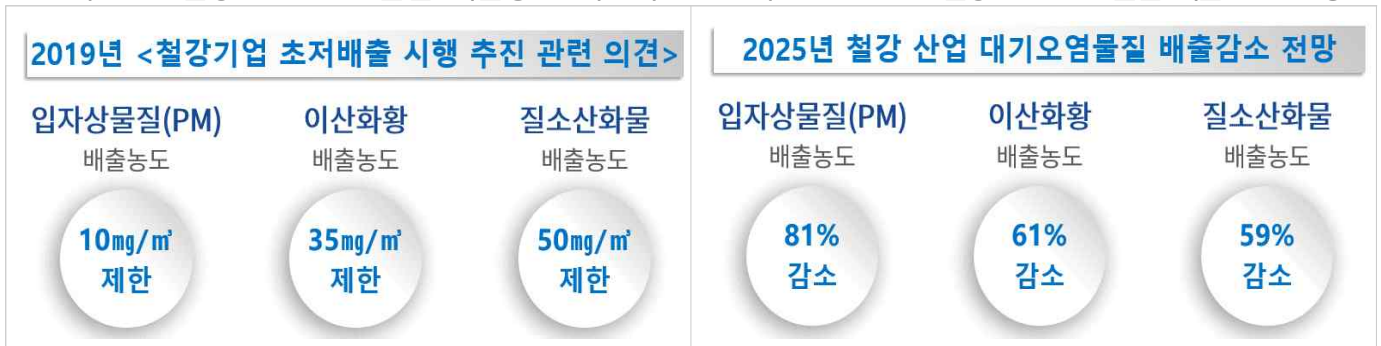 2019년 <철강기업 초저배출 시행 추진 관련 의견>
입자상물질(PM) 이산화황 질소산화물
배출농도 배출농도 배출농도
10㎎/㎥ 35㎎/㎥ 50㎎/㎥
제한 제한 제한
2025년 철강 산업 대기오염물질 배출감소 전망
입자상물질(PM) 이산화황 질소산화물
배출농도 배출농도 배출농도
81% 61% 59%
감소 감소 감소